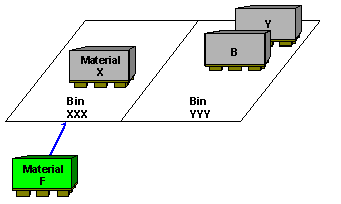 Y
B
Material
X
Bin
XXX
Bin
YYY
Material
F